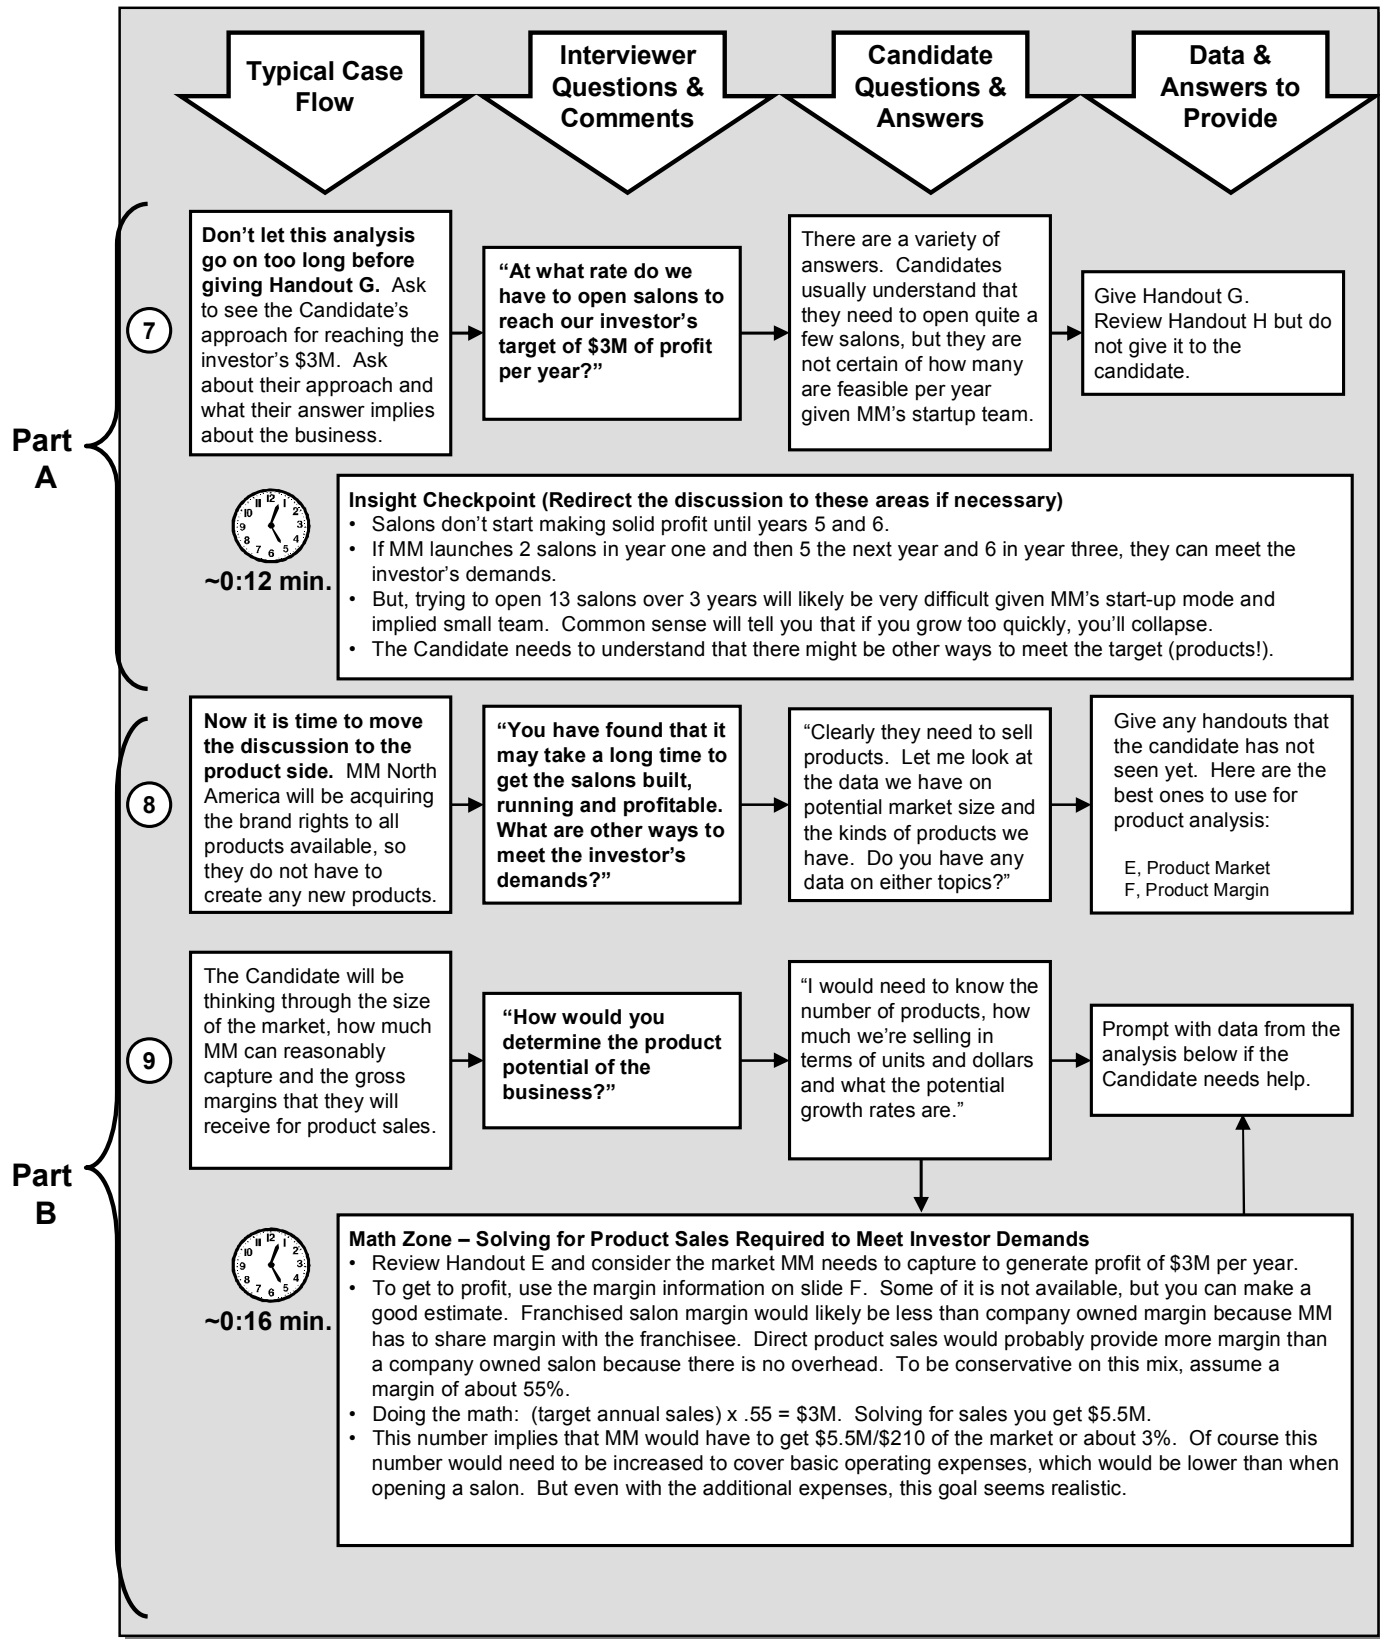 Typical Case
Flow
Interviewer
Questions &
Comments
Candidate
Questions &
Answers
Data &
Answers to
Provide
Part
A
7
Don't let this analysis
go on too long before
giving Handout G. Ask
to see the Candidate's
approach for reaching the
investor's $3M. Ask
about their approach and
what their answer implies
about the business.
“At what rate do we
have to open salons to
reach our investor's
target of $3M of profit
per year?”
There are a variety of
answers. Candidates
usually understand that
they need to open quite a
few salons, but they are
not certain of how many
are feasible per year
given MM's startup team.
Give Handout G.
Review Handout H but do
not give it to the
candidate.
12
1
2
3
4
5
6
7
8
9
10
11
~0:12 min.
Insight Checkpoint (Redirect the discussion to these areas if necessary)
• Salons don't start making solid profit until years 5 and 6.
• If MM launches 2 salons in year one and then 5 the next year and 6 in year three, they can meet the
investor's demands.
• But, trying to open 13 salons over 3 years will likely be very difficult given MM's start-up mode and
implied small team. Common sense will tell you that if you grow too quickly, you'll collapse.
• The Candidate needs to understand that there might be other ways to meet the target (products!).
Part
B
8
Now it is time to move
the discussion to the
product side. MM North
America will be acquiring
the brand rights to all
products available, so
they do not have to
create any new products.
“You have found that it
may take a long time to
get the salons built,
running and profitable.
What are other ways to
meet the investor's
demands?”
“Clearly they need to sell
products. Let me look at
the data we have on
potential market size and
the kinds of products we
have. Do you have any
data on either topics?”
Give any handouts that
the candidate has not
seen yet. Here are the
best ones to use for
product analysis:
E, Product Market
F, Product Margin
9
The Candidate will be
thinking through the size
of the market, how much
MM can reasonably
capture and the gross
margins that they will
receive for product sales.
“How would you
determine the product
potential of the
business?”
“I would need to know the
number of products, how
much we're selling in
terms of units and dollars
and what the potential
growth rates are.”
Prompt with data from the
analysis below if the
Candidate needs help.
12
1
2
3
4
5
6
7
8
9
10
11
~0:16 min.
Math Zone – Solving for Product Sales Required to Meet Investor Demands
• Review Handout E and consider the market MM needs to capture to generate profit of $3M per year.
• To get to profit, use the margin information on slide F. Some of it is not available, but you can make a
good estimate. Franchised salon margin would likely be less than company owned margin because MM
has to share margin with the franchisee. Direct product sales would probably provide more margin than
a company owned salon because there is no overhead. To be conservative on this mix, assume a
margin of about 55%.
• Doing the math: (target annual sales) x .55 = $3M. Solving for sales you get $5.5M.
• This number implies that MM would have to get $5.5M/$210 of the market or about 3%. Of course this
number would need to be increased to cover basic operating expenses, which would be lower than when
opening a salon. But even with the additional expenses, this goal seems realistic.